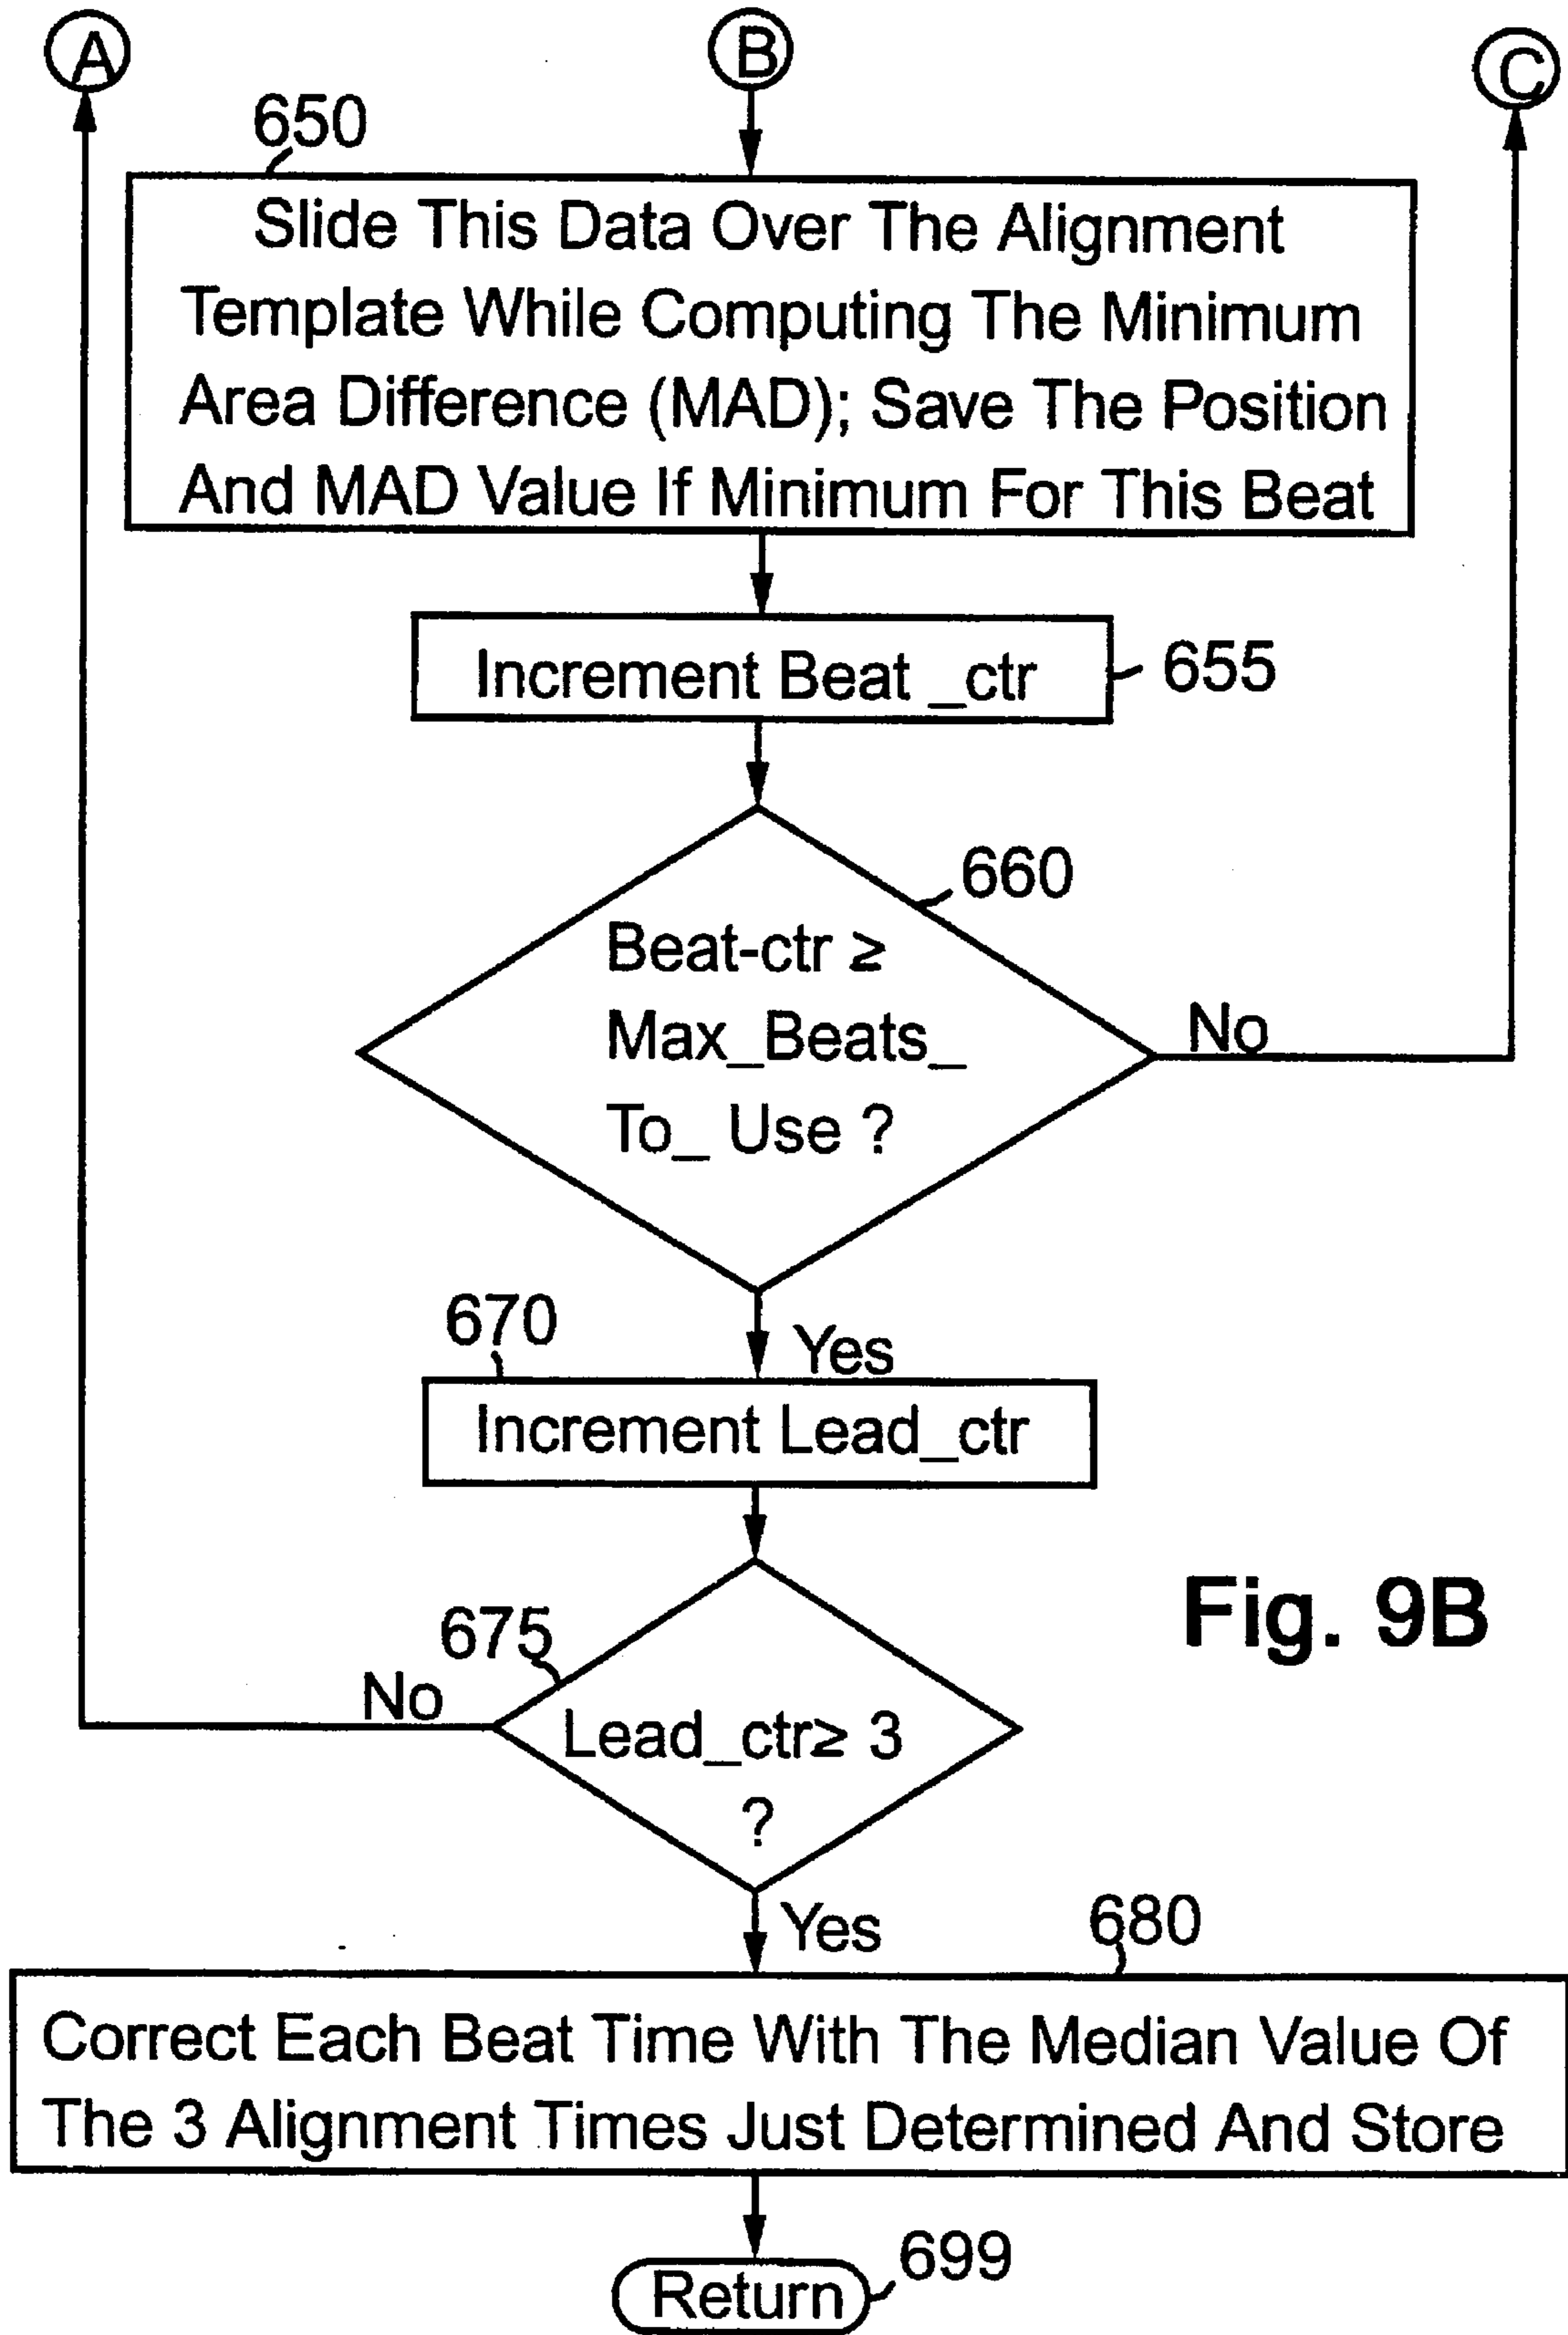 A
B
C
650
Slide This Data Over The Alignment
Template While Computing The Minimum
Area Difference (MAD); Save The Position
And MAD Value If Minimum For This Beat
Increment Beat _ctr
655
660
Beat-ctr ≥
Max_Beats_
To_ Use ?
No
Yes
670
Increment Lead_ctr
675
No
Lead_ctr≥ 3
?
Fig. 9B
Yes
680
Correct Each Beat Time With The Median Value Of
The 3 Alignment Times Just Determined And Store
Return
699